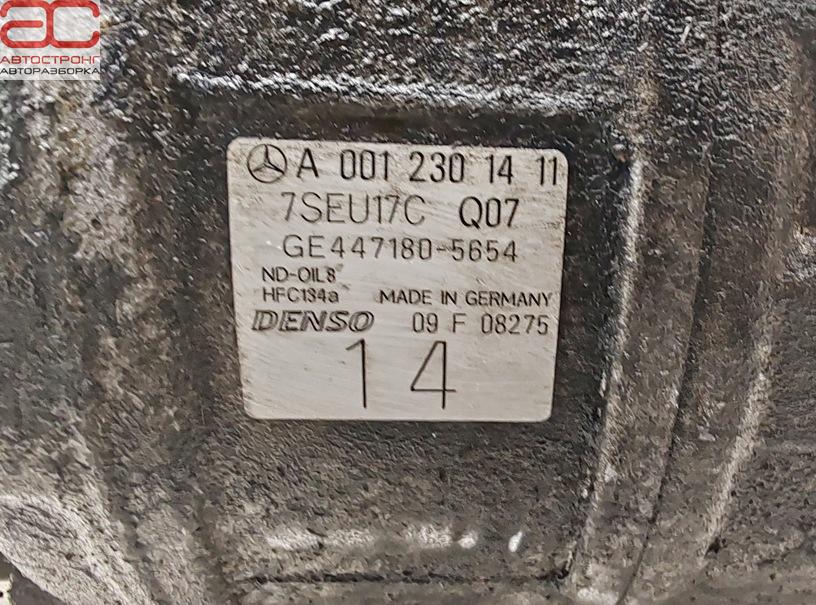 АС
АВТОСТРОНГ
АВТОРАЗБОРКА
A 001 230 14 11
7SEU17C Q07
GE447180-5654
ND-OIL8
HFC134a MADE IN GERMANY
DENSO 09 F 08275
14